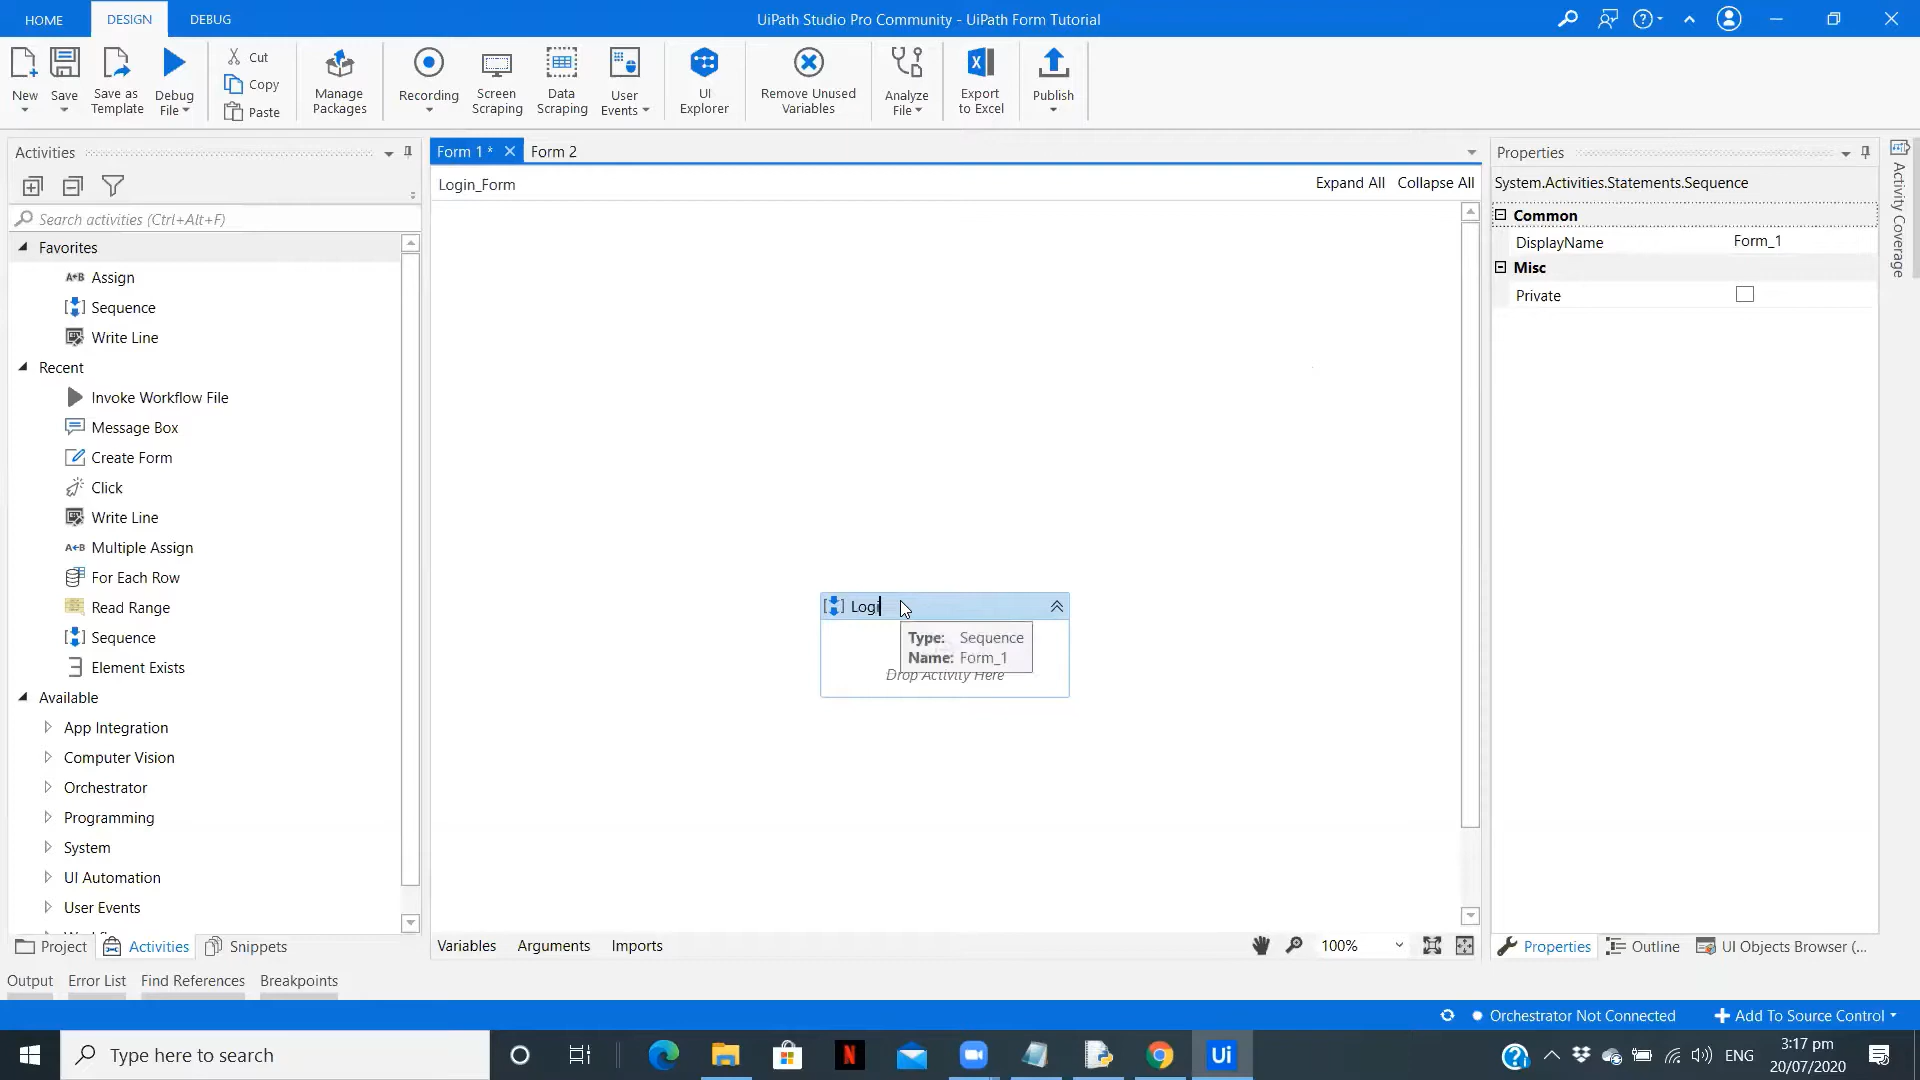 HOME
DESIGN
DEBUG
UiPath Studio Pro Community - UiPath Form Tutorial
New
Save
Save as Template
Debug File
Cut
Copy
Paste
Manage Packages
Recording
Screen Scraping
Data Scraping
User Events
UI Explorer
Remove Unused Variables
Analyze File
Export to Excel
Publish
Activities
Search activities (Ctrl+Alt+F)
Favorites
Assign
Sequence
Write Line
Recent
Invoke Workflow File
Message Box
Create Form
Click
Write Line
Multiple Assign
For Each Row
Read Range
Sequence
Element Exists
Available
App Integration
Computer Vision
Orchestrator
Programming
System
UI Automation
User Events
Project
Activities
Snippets
Form 1 *
Form 2
Login_Form
Expand All
Collapse All
Logi
Type: Sequence
Name: Form_1
Drop Activity Here
Variables
Arguments
Imports
100%
Properties
System.Activities.Statements.Sequence
Common
DisplayName
Form_1
Misc
Private
Activity Coverage
Properties
Outline
UI Objects Browser (...
Output
Error List
Find References
Breakpoints
Orchestrator Not Connected
Add To Source Control
Type here to search
Ui
ENG
3:17 pm
20/07/2020